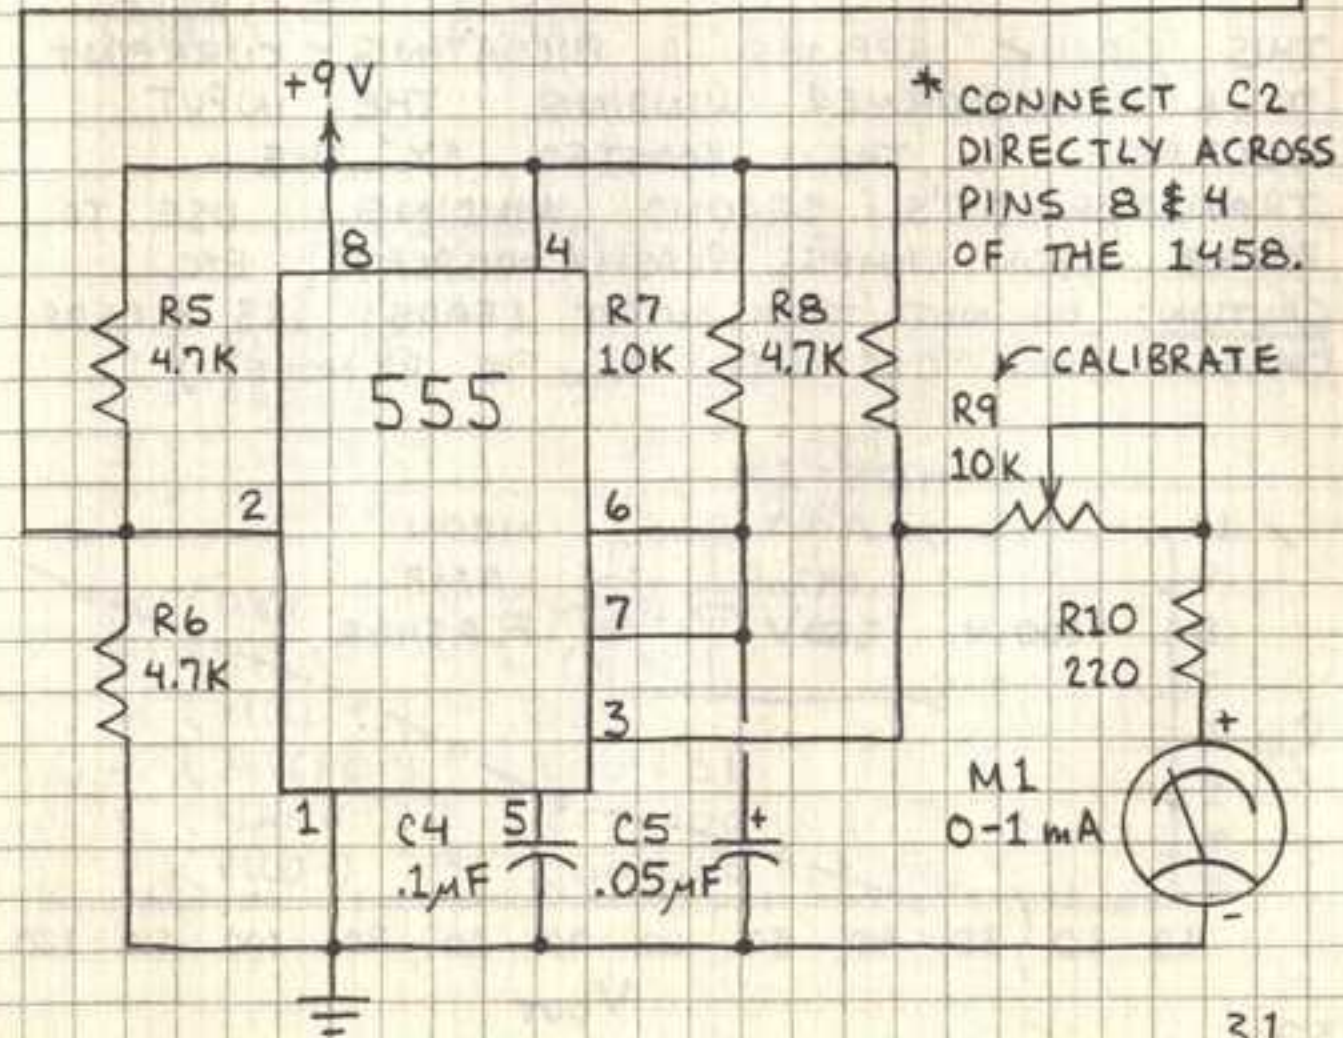 +9V
* CONNECT C2
DIRECTLY ACROSS
PINS 8 & 4
OF THE 1458.
8
4
R5
4.7K
555
R7
10K
R8
4.7K
CALIBRATE
R9
10K
2
6
7
3
R6
4.7K
R10
220
+
M1
0-1 mA
-
1
C4
.1µF
5
C5
.05µF
+
31